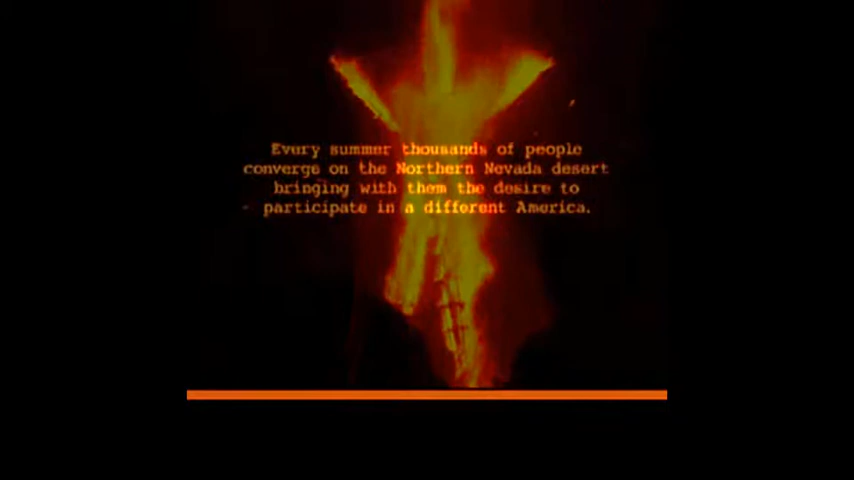 Every summer thousands of people
converge on the Northern Nevada desert
bringing with them the desire to
participate in a different America.